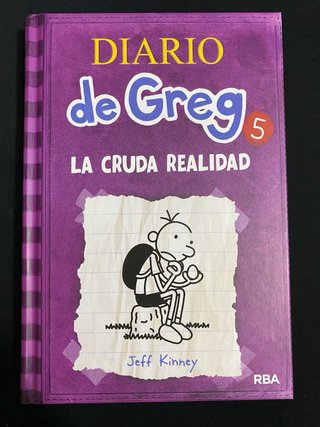 DIARIO
de Greg 5
LA CRUDA REALIDAD
Jeff Kinney
RBA